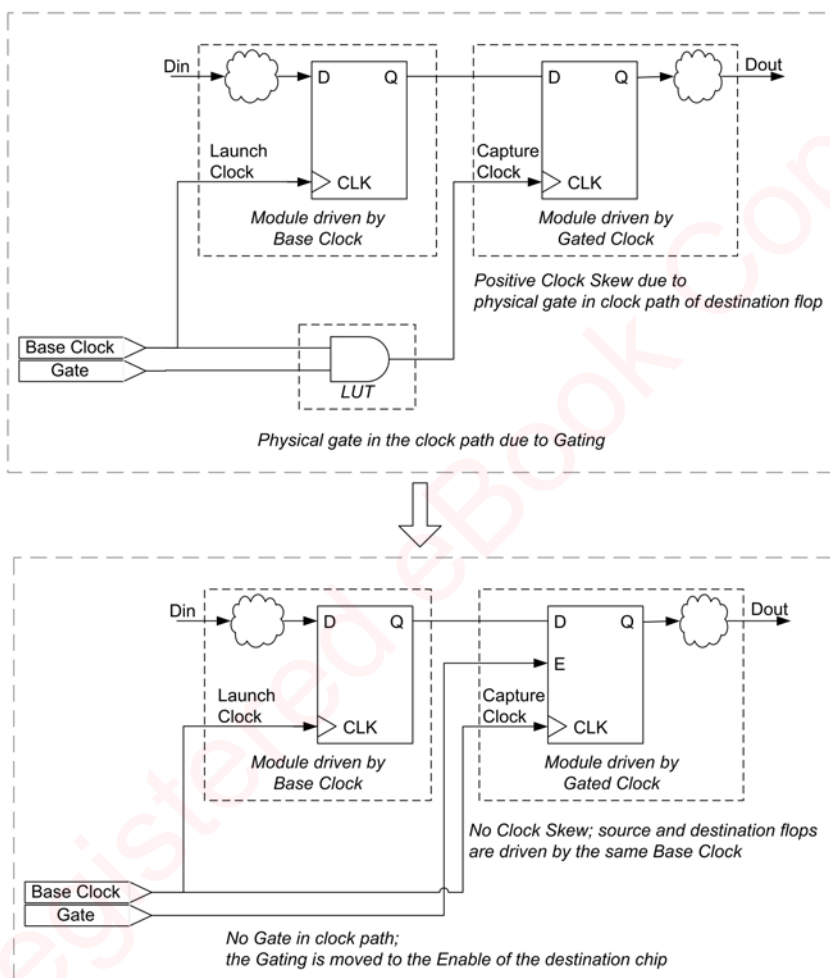 Din
D
Q
D
Q
Dout
Launch
Clock
CLK
Capture
Clock
CLK
Module driven by
Base Clock
Module driven by
Gated Clock
Positive Clock Skew due to
physical gate in clock path of destination flop
Base Clock
Gate
LUT
Physical gate in the clock path due to Gating
Din
D
Q
D
Q
Dout
E
Launch
Clock
CLK
Capture
Clock
CLK
Module driven by
Base Clock
Module driven by
Gated Clock
No Clock Skew; source and destination flops
are driven by the same Base Clock
Base Clock
Gate
No Gate in clock path;
the Gating is moved to the Enable of the destination chip
egistered eBook Con